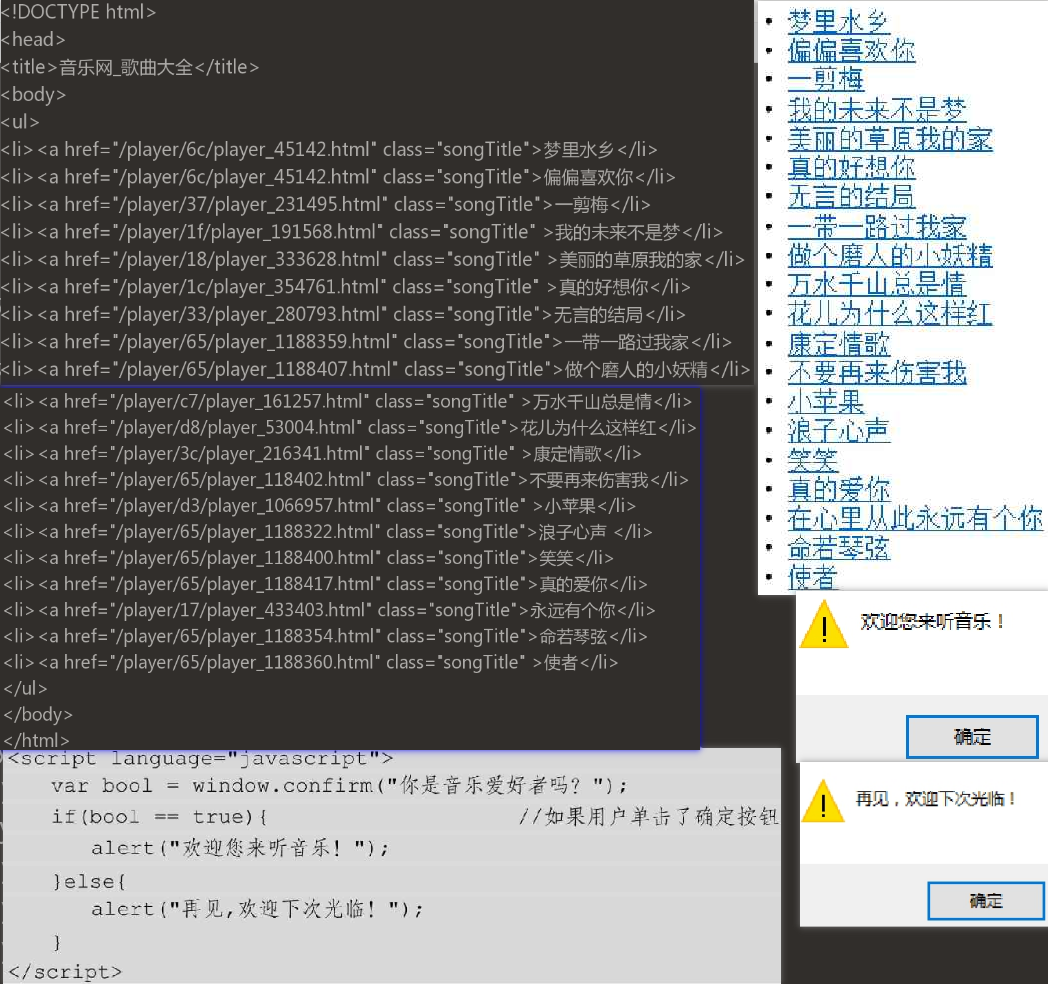 <!DOCTYPE html>
<head>
<title>音乐网_歌曲大全</title>
<body>
<ul>
<li><a href="/player/6c/player_45142.html" class="songTitle">梦里水乡</li>
<li><a href="/player/6c/player_45142.html" class="songTitle">偏偏喜欢你</li>
<li><a href="/player/37/player_231495.html" class="songTitle">一剪梅</li>
<li><a href="/player/1f/player_191568.html" class="songTitle" >我的未来不是梦</li>
<li><a href="/player/18/player_333628.html" class="songTitle" >美丽的草原我的家</li>
<li><a href="/player/1c/player_354761.html" class="songTitle" >真的好想你</li>
<li><a href="/player/33/player_280793.html" class="songTitle">无言的结局</li>
<li><a href="/player/65/player_1188359.html" class="songTitle">一带一路过我家</li>
<li><a href="/player/65/player_1188407.html" class="songTitle">做个磨人的小妖精</li>
<li><a href="/player/c7/player_161257.html" class="songTitle" >万水千山总是情</li>
<li><a href="/player/d8/player_53004.html" class="songTitle">花儿为什么这样红</li>
<li><a href="/player/3c/player_216341.html" class="songTitle" >康定情歌</li>
<li><a href="/player/65/player_118402.html" class="songTitle">不要再来伤害我</li>
<li><a href="/player/d3/player_1066957.html" class="songTitle" >小苹果</li>
<li><a href="/player/65/player_1188322.html" class="songTitle">浪子心声 </li>
<li><a href="/player/65/player_1188400.html" class="songTitle">笑笑</li>
<li><a href="/player/65/player_1188417.html" class="songTitle">真的爱你</li>
<li><a href="/player/17/player_433403.html" class="songTitle">永远有个你</li>
<li><a href="/player/65/player_1188354.html" class="songTitle">命若琴弦</li>
<li><a href="/player/65/player_1188360.html" class="songTitle" >使者</li>
</ul>
</body>
</html>
<script language="javascript">
var bool = window.confirm("你是音乐爱好者吗? ");
if(bool == true){ //如果用户单击了确定按钮
alert("欢迎您来听音乐! ");
}else{
alert("再见,欢迎下次光临! ");
}
</script>
梦里水乡
偏偏喜欢你
一剪梅
我的未来不是梦
美丽的草原我的家
真的好想你
无言的结局
一带一路过我家
做个磨人的小妖精
万水千山总是情
花儿为什么这样红
康定情歌
不要再来伤害我
小苹果
浪子心声
笑笑
真的爱你
在心里从此永远有个你
命若琴弦
使者
欢迎您来听音乐！
确定
再见，欢迎下次光临！
确定